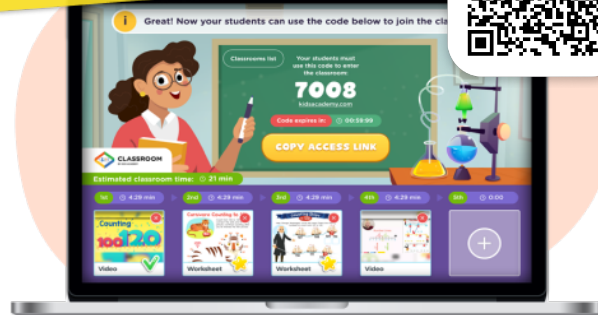 i
Great! Now your students can use the code below to join the cla
Classrooms list
Your students must
use this code to enter
the classroom:
7008
kidsacademy.com
Code expires in:
00:59:99
COPY ACCESS LINK
CLASSROOM
Estimated classroom time: 21 min
1st 4:29 min
2nd 4:29 min
3rd 4:29 min
4th 4:29 min
5th 0:00
Counting
100 120
Video
Worksheet
Worksheet
Video